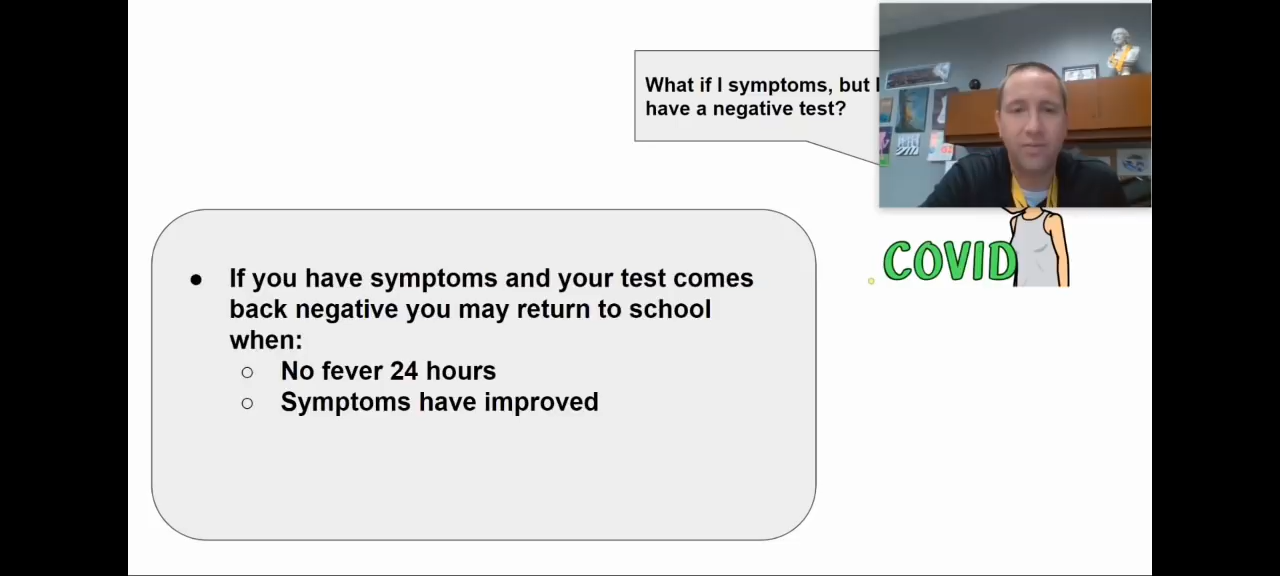 What if I symptoms, but I
have a negative test?
COVID
● If you have symptoms and your test comes
back negative you may return to school
when:
○ No fever 24 hours
○ Symptoms have improved